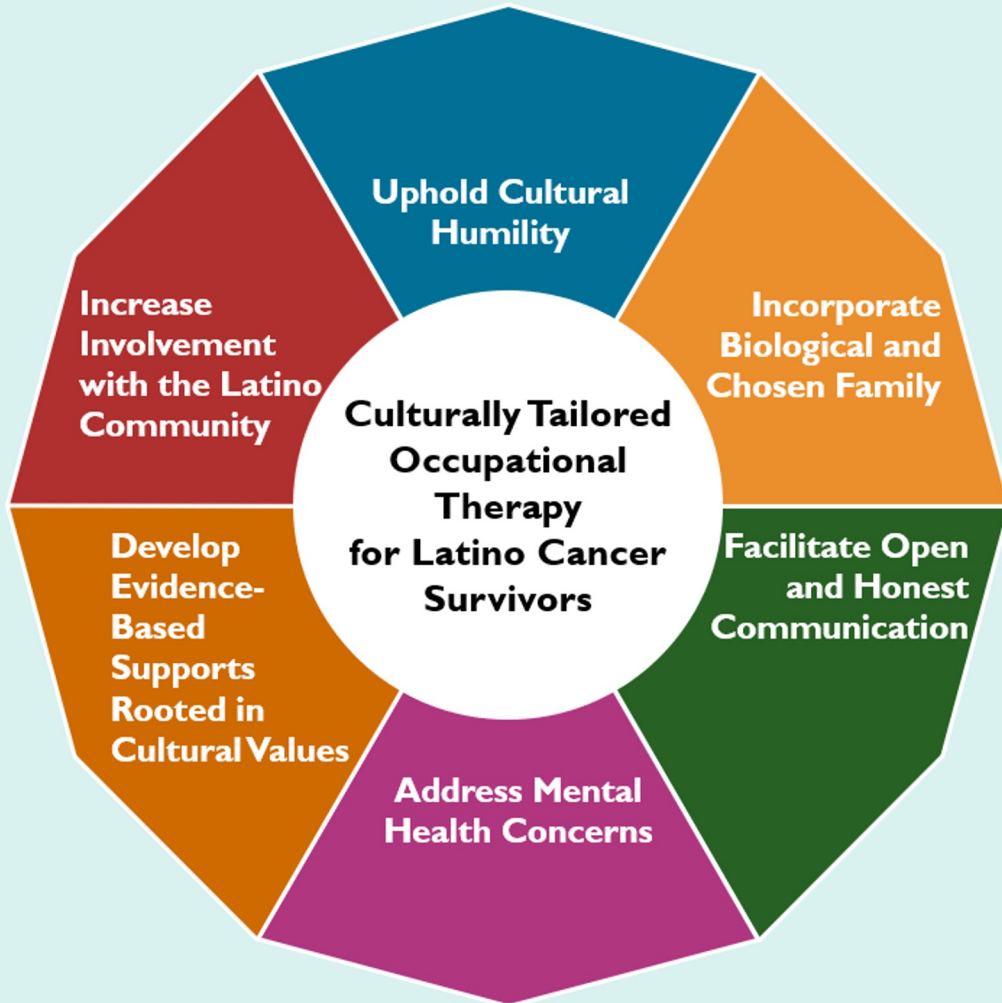 Uphold Cultural
Humility
Incorporate
Biological and
Chosen Family
Facilitate Open
and Honest
Communication
Address Mental
Health Concerns
Develop
Evidence-
Based
Supports
Rooted in
Cultural Values
Increase
Involvement
with the Latino
Community
Culturally Tailored
Occupational
Therapy
for Latino Cancer
Survivors